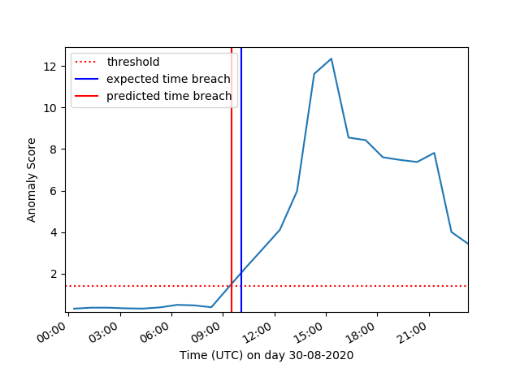 threshold
expected time breach
predicted time breach
12
10
8
6
4
2
Anomaly Score
00:00
03:00
06:00
09:00
12:00
15:00
18:00
21:00
Time (UTC) on day 30-08-2020